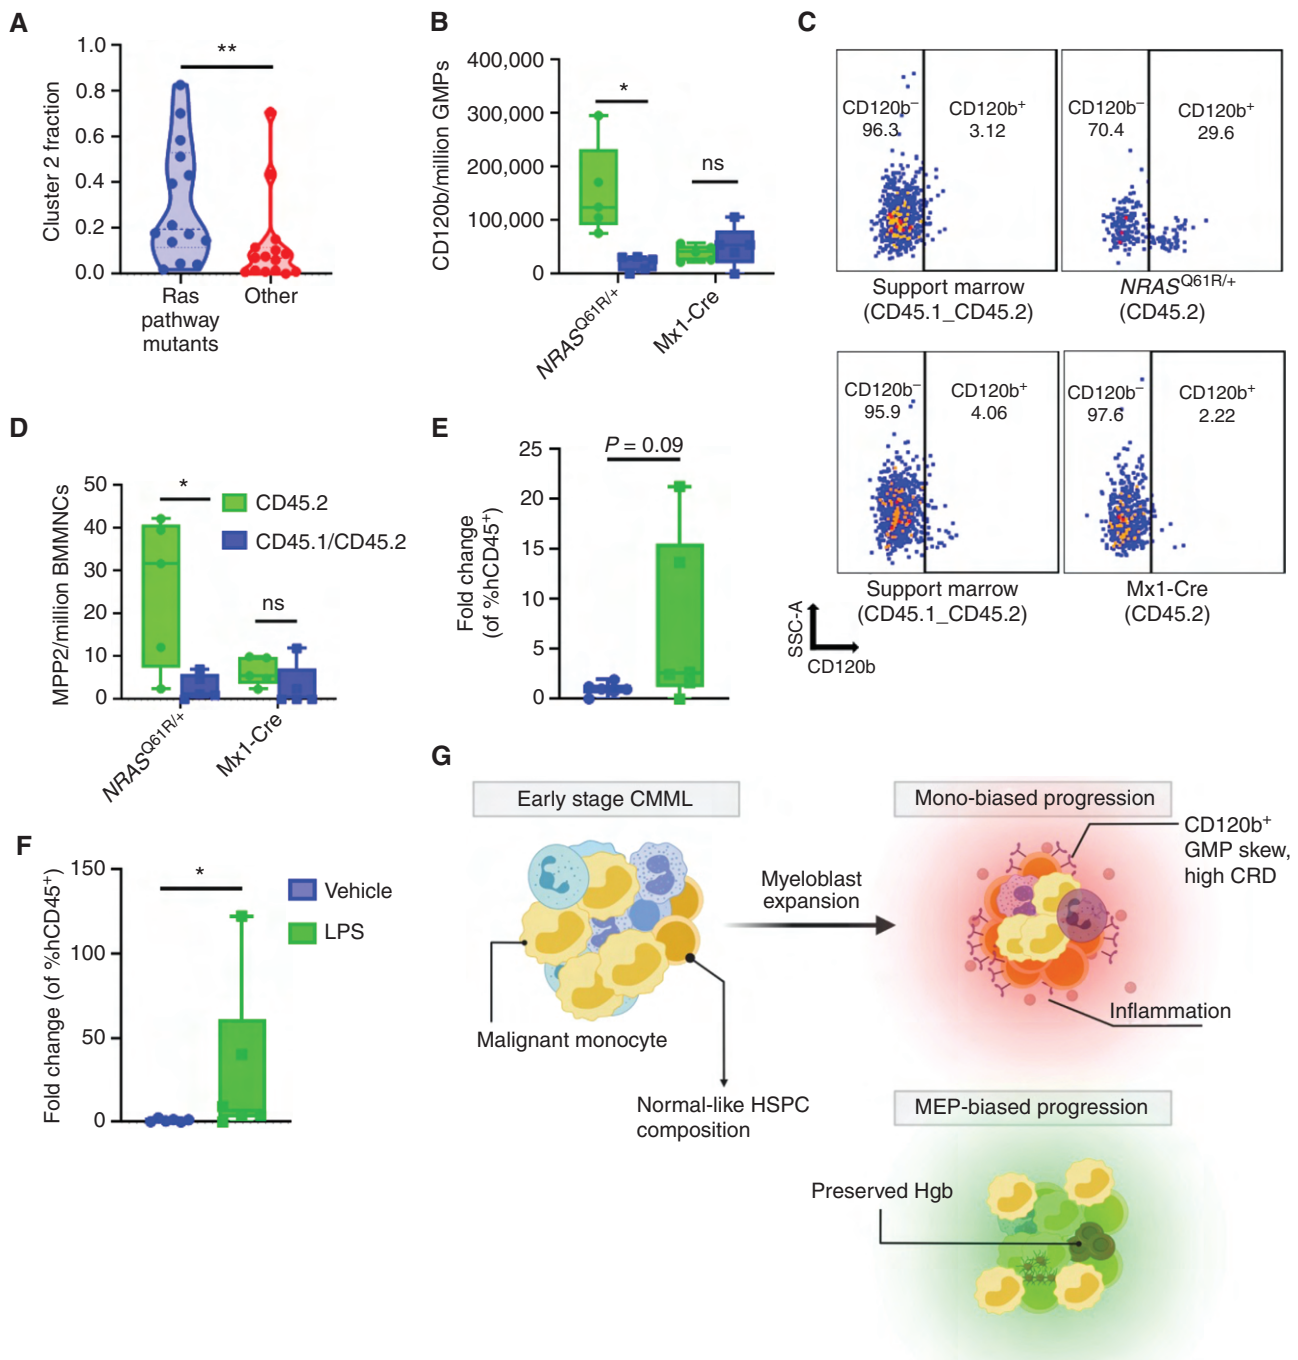 A
1.0
0.8
0.6
0.4
0.2
0.0
Cluster 2 fraction
**
Ras
pathway
mutants
Other
B
400,000
300,000
200,000
100,000
0
CD120b/million GMPs
*
ns
NRAS^Q61R/+
Mx1-Cre
C
CD120b–
96.3
CD120b+
3.12
Support marrow
(CD45.1_CD45.2)
CD120b–
70.4
CD120b+
29.6
NRAS^Q61R/+
(CD45.2)
CD120b–
95.9
CD120b+
4.06
Support marrow
(CD45.1_CD45.2)
CD120b–
97.6
CD120b+
2.22
Mx1-Cre
(CD45.2)
SSC-A
CD120b
D
50
40
30
20
10
0
MPP2/million BMMNCs
*
ns
CD45.2
CD45.1/CD45.2
NRAS^Q61R/+
Mx1-Cre
E
25
20
15
10
5
0
Fold change
(of %hCD45+)
P = 0.09
F
150
100
50
0
Fold change (of %hCD45+)
*
Vehicle
LPS
G
Early stage CMML
Malignant monocyte
Normal-like HSPC
composition
Myeloblast
expansion
Mono-biased progression
CD120b+
GMP skew,
high CRD
Inflammation
MEP-biased progression
Preserved Hgb